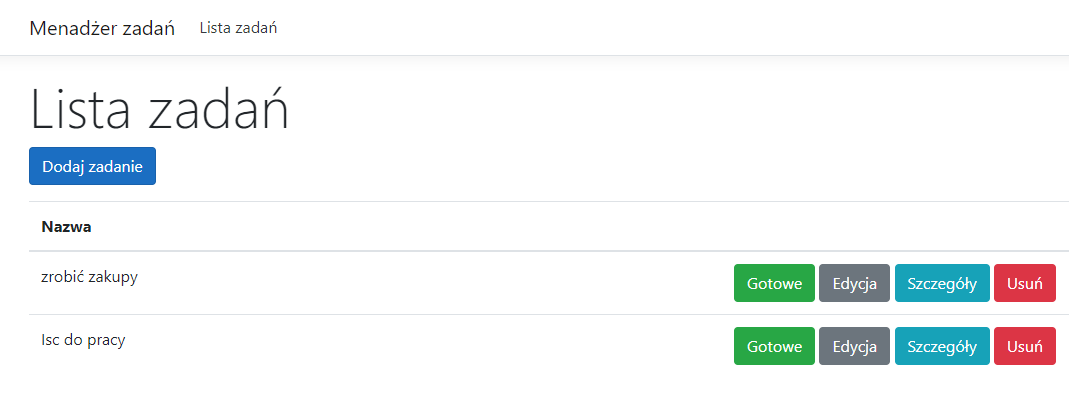 Menadżer zadań Lista zadań
Lista zadań
Dodaj zadanie
Nazwa
zrobić zakupy Gotowe Edycja Szczegóły Usuń
Isc do pracy Gotowe Edycja Szczegóły Usuń